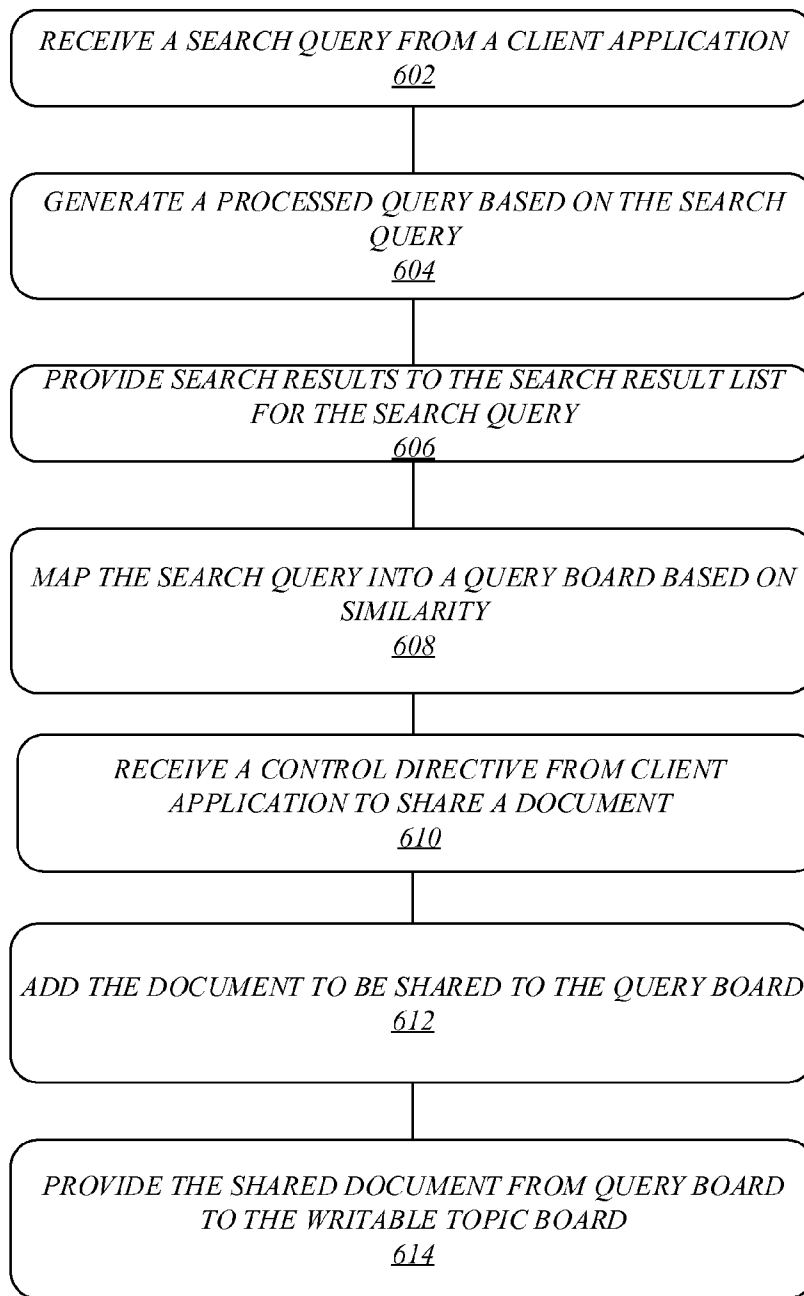 RECEIVE A SEARCH QUERY FROM A CLIENT APPLICATION
602
GENERATE A PROCESSED QUERY BASED ON THE SEARCH
QUERY
604
PROVIDE SEARCH RESULTS TO THE SEARCH RESULT LIST
FOR THE SEARCH QUERY
606
MAP THE SEARCH QUERY INTO A QUERY BOARD BASED ON
SIMILARITY
608
RECEIVE A CONTROL DIRECTIVE FROM CLIENT
APPLICATION TO SHARE A DOCUMENT
610
ADD THE DOCUMENT TO BE SHARED TO THE QUERY BOARD
612
PROVIDE THE SHARED DOCUMENT FROM QUERY BOARD
TO THE WRITABLE TOPIC BOARD
614